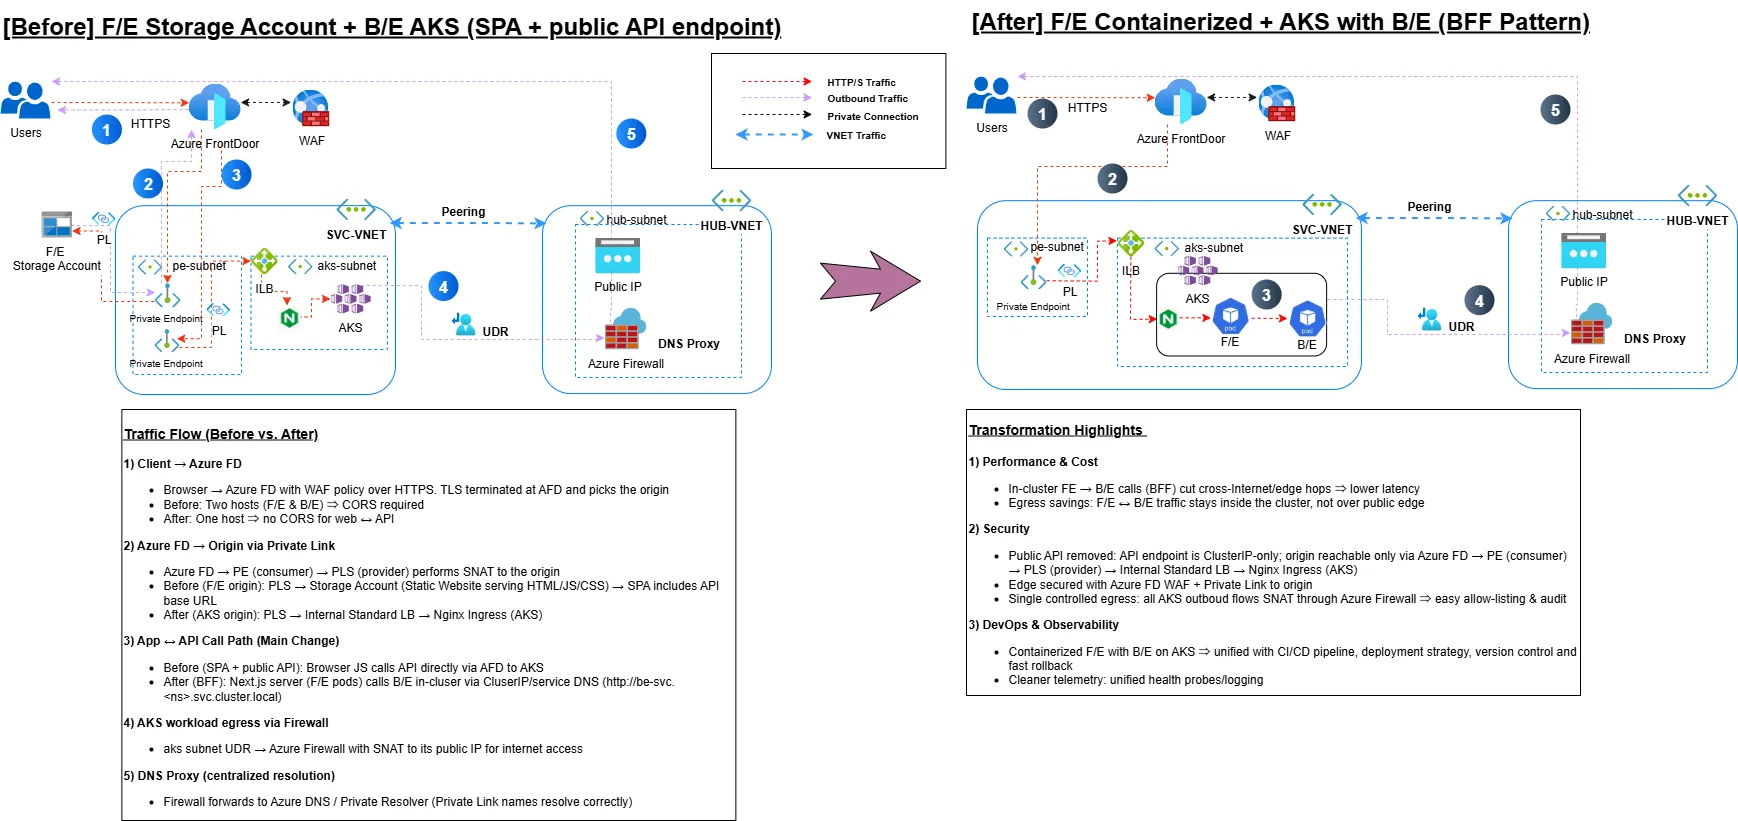 [Before] F/E Storage Account + B/E AKS (SPA + public API endpoint)
HTTP/S Traffic
Outbound Traffic
Private Connection
VNET Traffic
Users
1
HTTPS
Azure FrontDoor
WAF
2
3
5
F/E
Storage Account
PL
SVC-VNET
pe-subnet
Private Endpoint
PL
Private Endpoint
ILB
aks-subnet
AKS
Peering
4
UDR
hub-subnet
HUB-VNET
Public IP
DNS Proxy
Azure Firewall
[After] F/E Containerized + AKS with B/E (BFF Pattern)
Users
1
HTTPS
Azure FrontDoor
WAF
2
5
SVC-VNET
pe-subnet
PL
Private Endpoint
ILB
aks-subnet
AKS
3
pod
F/E
pod
B/E
Peering
4
UDR
hub-subnet
HUB-VNET
Public IP
DNS Proxy
Azure Firewall
Traffic Flow (Before vs. After)
1) Client → Azure FD
• Browser → Azure FD with WAF policy over HTTPS. TLS terminated at AFD and picks the origin
• Before: Two hosts (F/E & B/E) ⇒ CORS required
• After: One host ⇒ no CORS for web ↔ API
2) Azure FD → Origin via Private Link
• Azure FD → PE (consumer) → PLS (provider) performs SNAT to the origin
• Before (F/E origin): PLS → Storage Account (Static Website serving HTML/JS/CSS) → SPA includes API
base URL
• After (AKS origin): PLS → Internal Standard LB → Nginx Ingress (AKS)
3) App ↔ API Call Path (Main Change)
• Before (SPA + public API): Browser JS calls API directly via AFD to AKS
• After (BFF): Next.js server (F/E pods) calls B/E in-cluser via CluserIP/service DNS (http://be-svc.
<ns>.svc.cluster.local)
4) AKS workload egress via Firewall
• aks subnet UDR → Azure Firewall with SNAT to its public IP for internet access
5) DNS Proxy (centralized resolution)
• Firewall forwards to Azure DNS / Private Resolver (Private Link names resolve correctly)
Transformation Highlights
1) Performance & Cost
• In-cluster FE → B/E calls (BFF) cut cross-Internet/edge hops ⇒ lower latency
• Egress savings: F/E ↔ B/E traffic stays inside the cluster, not over public edge
2) Security
• Public API removed: API endpoint is ClusterIP-only; origin reachable only via Azure FD → PE (consumer)
→ PLS (provider) → Internal Standard LB → Nginx Ingress (AKS)
• Edge secured with Azure FD WAF + Private Link to origin
• Single controlled egress: all AKS outboud flows SNAT through Azure Firewall ⇒ easy allow-listing & audit
3) DevOps & Observability
• Containerized F/E with B/E on AKS ⇒ unified with CI/CD pipeline, deployment strategy, version control and
fast rollback
• Cleaner telemetry: unified health probes/logging